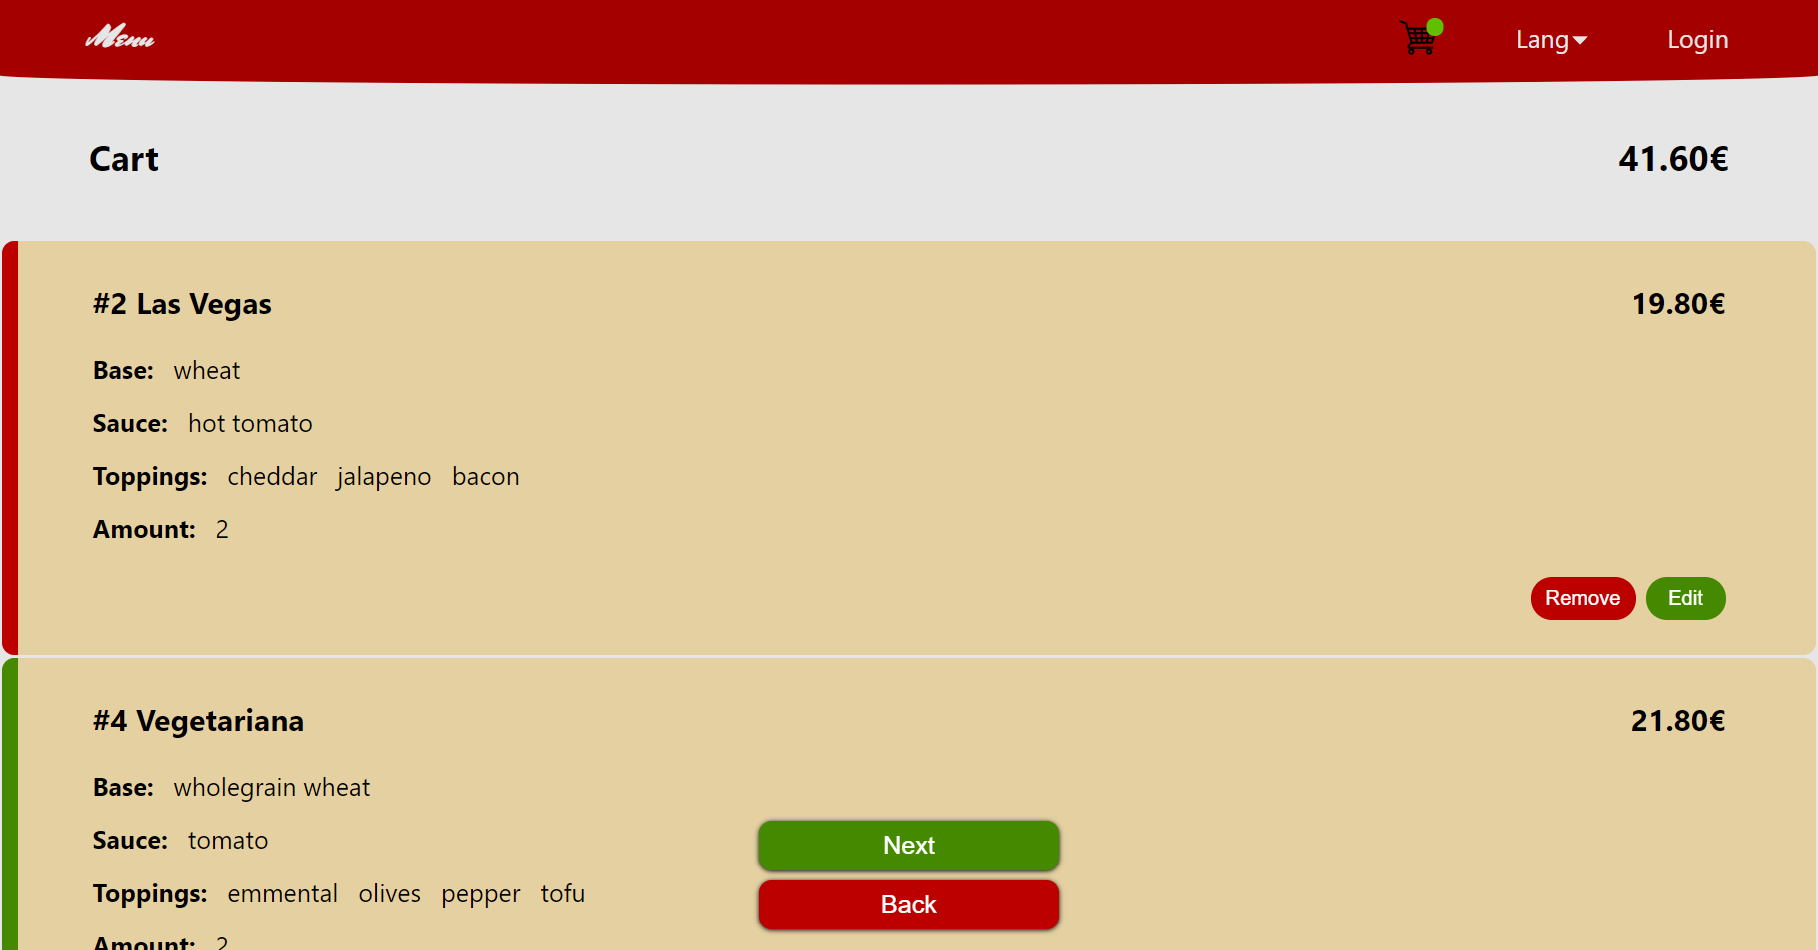 Menu Lang Login
Cart 41.60€
#2 Las Vegas 19.80€
Base: wheat
Sauce: hot tomato
Toppings: cheddar jalapeno bacon
Amount: 2
Remove Edit
#4 Vegetariana 21.80€
Base: wholegrain wheat
Sauce: tomato
Next
Toppings: emmental olives pepper tofu
Back
Amount: 2